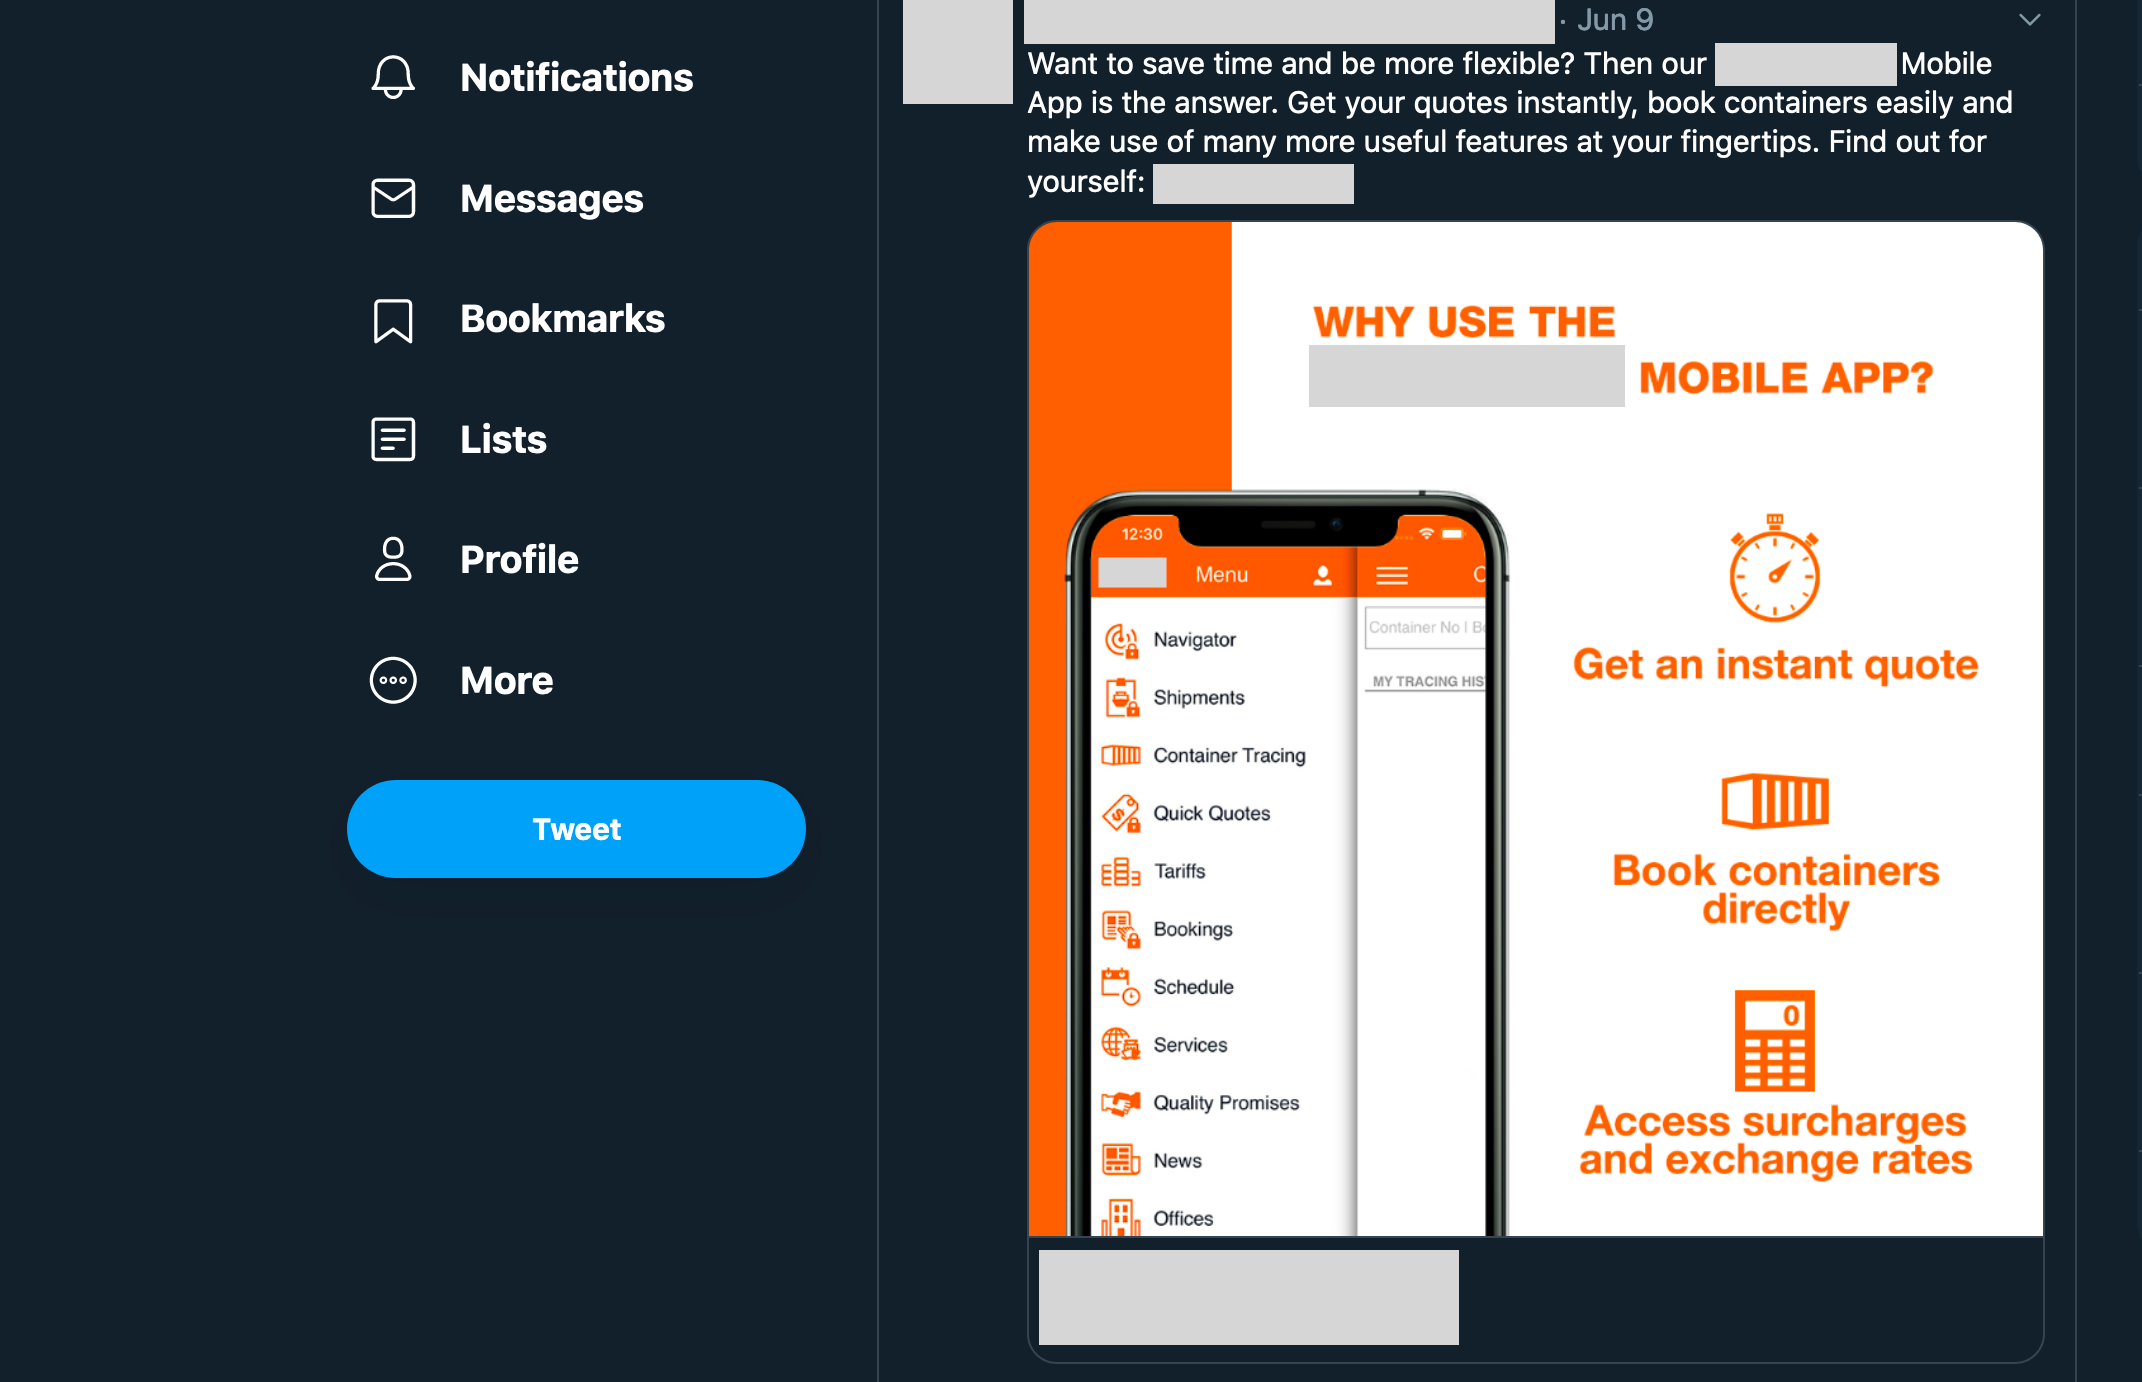 Notifications
Messages
Bookmarks
Lists
Profile
More
Tweet
· Jun 9
Want to save time and be more flexible? Then our Mobile
App is the answer. Get your quotes instantly, book containers easily and
make use of many more useful features at your fingertips. Find out for
yourself:
WHY USE THE
MOBILE APP?
12:30
Menu
Navigator
Shipments
Container Tracing
Quick Quotes
Tariffs
Bookings
Schedule
Services
Quality Promises
News
Offices
C
Container No | B
MY TRACING HIS
Get an instant quote
Book containers
directly
0
Access surcharges
and exchange rates